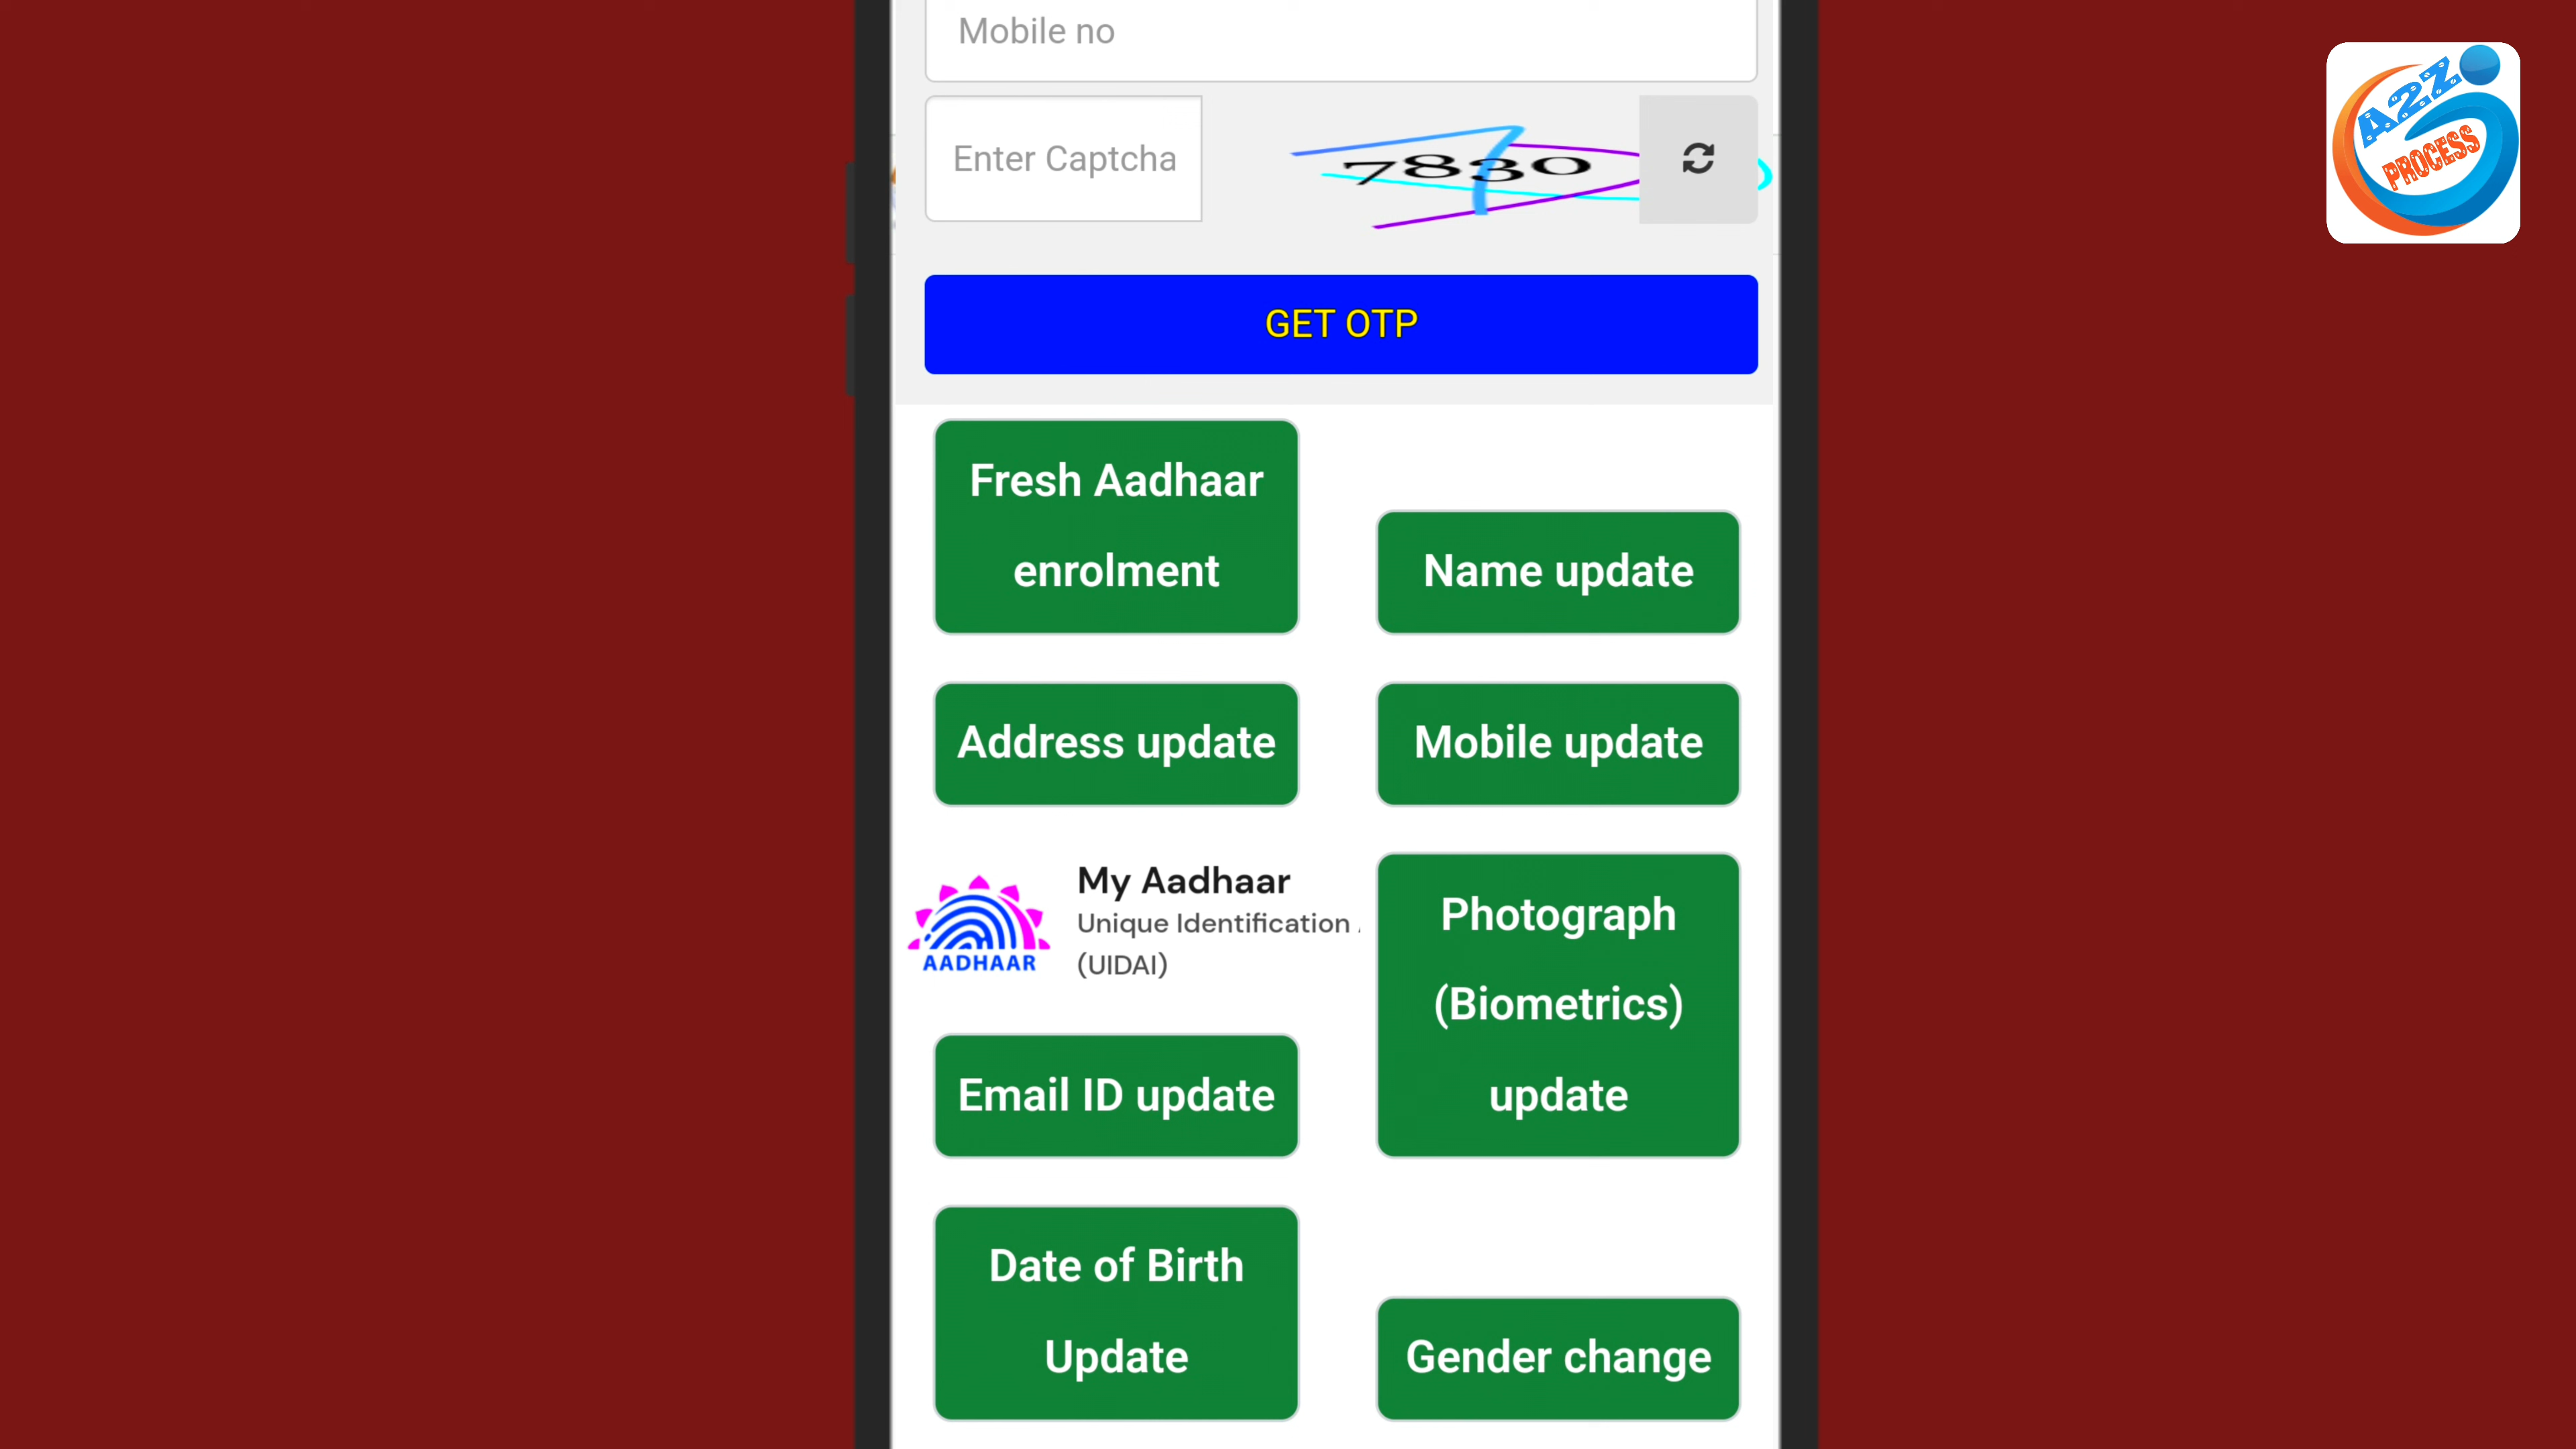 Mobile no
Enter Captcha
7830
A2Z
PROCESS
GET OTP
Fresh Aadhaar
enrolment
Name update
Address update
Mobile update
My Aadhaar
Unique Identification
(UIDAI)
AADHAAR
Photograph
(Biometrics)
update
Email ID update
Date of Birth
Update
Gender change